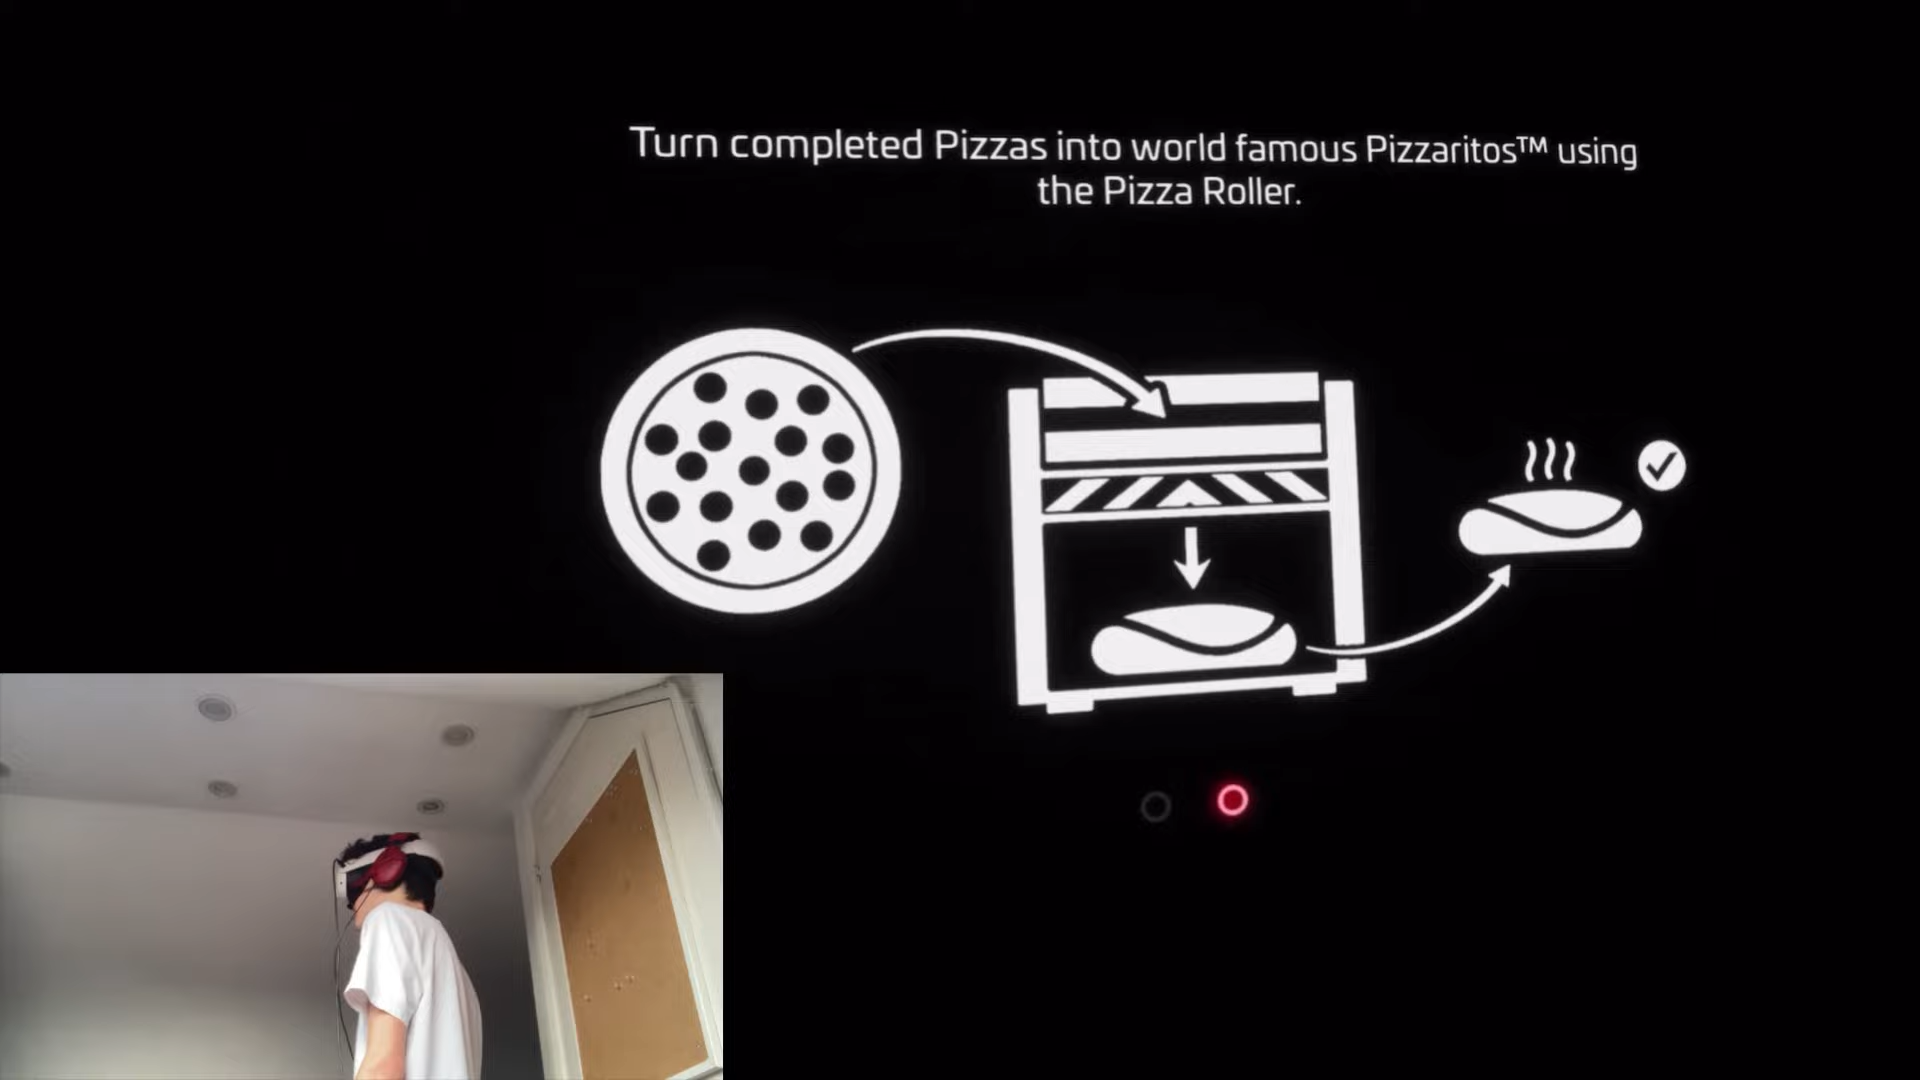 Turn completed Pizzas into world famous Pizzaritos™ using
the Pizza Roller.